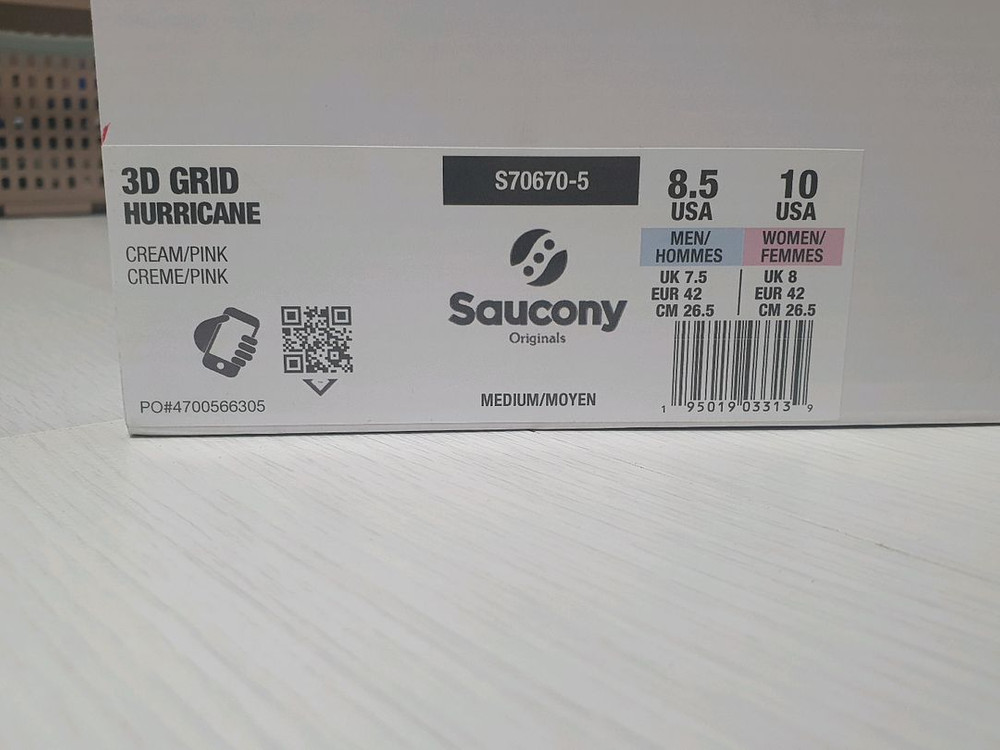 3D GRID
HURRICANE
CREAM/PINK
CREME/PINK
PO#4700566305
S70670-5
Saucony
Originals
MEDIUM/MOYEN
8.5 10
USA USA
MEN/ WOMEN/
HOMMES FEMMES
UK 7.5 UK 8
EUR 42 EUR 42
CM 26.5 CM 26.5
1 95019 03313 9